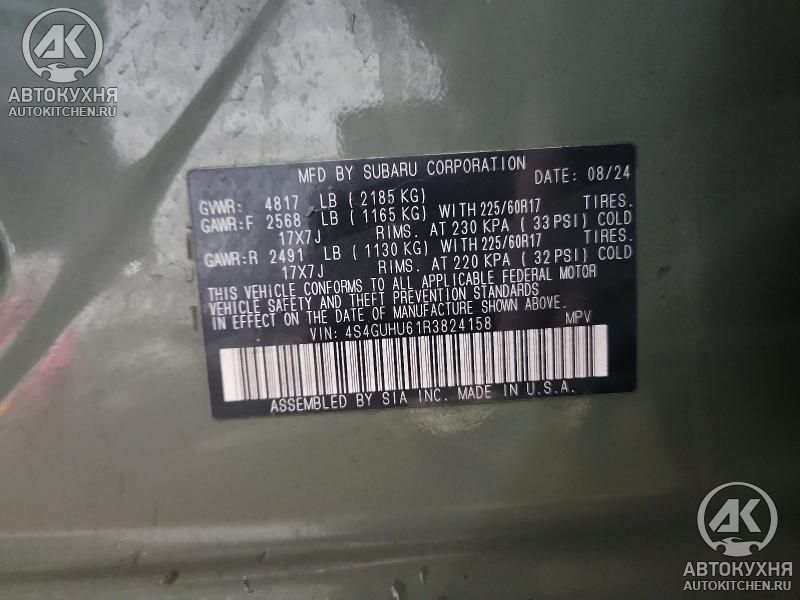 AK
АВТОКУХНЯ
AUTOKITCHEN.RU
MFD BY SUBARU CORPORATION DATE: 08/24
GVWR: 4817 LB ( 2185 KG)
GAWR:F 2568 LB ( 1165 KG) WITH 225/60R17 TIRES.
17X7J RIMS. AT 230 KPA ( 33 PSI) COLD
GAWR:R 2491 LB ( 1130 KG) WITH 225/60R17 TIRES.
17X7J RIMS. AT 220 KPA ( 32 PSI) COLD
THIS VEHICLE CONFORMS TO ALL APPLICABLE FEDERAL MOTOR
VEHICLE SAFETY AND THEFT PREVENTION STANDARDS
IN EFFECT ON THE DATE OF MANUFACTURE SHOWN ABOVE.
VIN: 4S4GUHU61R3824158 MPV
ASSEMBLED BY SIA INC. MADE IN U.S.A.
AK
АВТОКУХНЯ
AUTOKITCHEN.RU